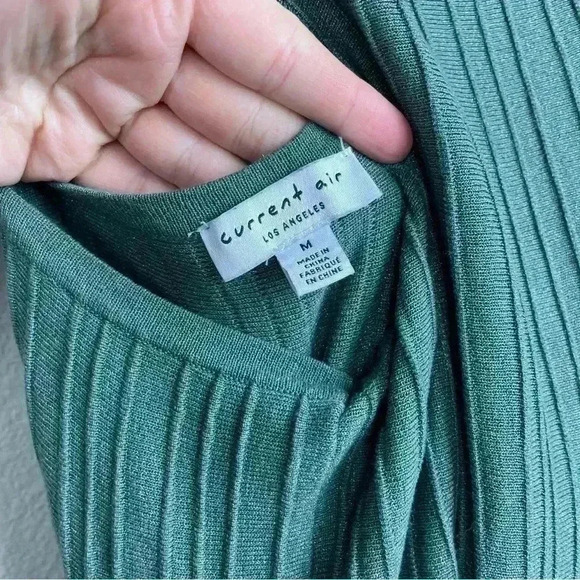 current air
LOS ANGELES
M
MADE IN
CHINA
FABRIQUÉ
EN CHINE